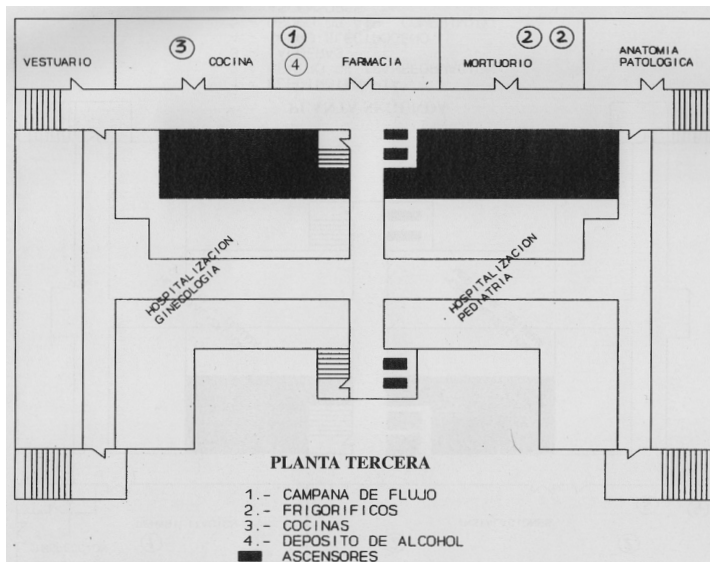 1
2 2
3
4
VESTUARIO
COCINA
FARMACIA
MORTUORIO
ANATOMIA
PATOLOGICA
HOSPITALIZACION
GINECOLOGIA
HOSPITALIZACION
PEDIATRIA
PLANTA TERCERA
1.- CAMPANA DE FLUJO
2.- FRIGORIFICOS
3.- COCINAS
4.- DEPOSITO DE ALCOHOL
ASCENSORES